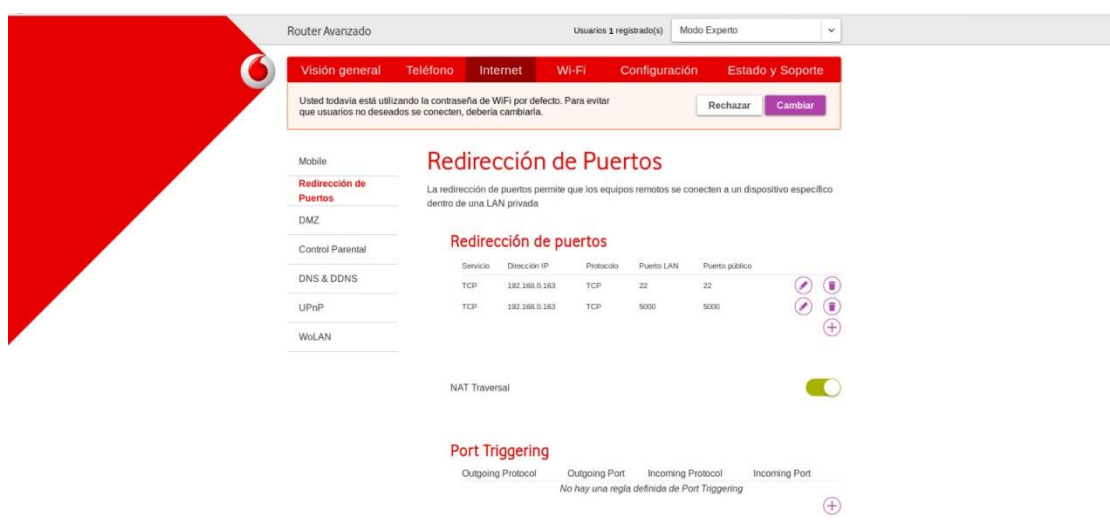 Router Avanzado
Usuarios 1 registrado(s)
Modo Experto
Visión general Teléfono Internet Wi-Fi Configuración Estado y Soporte
Usted todavía está utilizando la contraseña de WiFi por defecto. Para evitar
que usuarios no deseados se conecten, debería cambiarla.
Rechazar Cambiar
Mobile
Redirección de
Puertos
DMZ
Control Parental
DNS & DDNS
UPnP
WoLAN
Redirección de Puertos
La redirección de puertos permite que los equipos remotos se conecten a un dispositivo específico
dentro de una LAN privada
Redirección de puertos
Servicio Dirección IP Protocolo Puerto LAN Puerto público
TCP 192.168.0.163 TCP 22 22
TCP 192.168.0.163 TCP 5000 5000
NAT Traversal
Port Triggering
Outgoing Protocol Outgoing Port Incoming Protocol Incoming Port
No hay una regla definida de Port Triggering